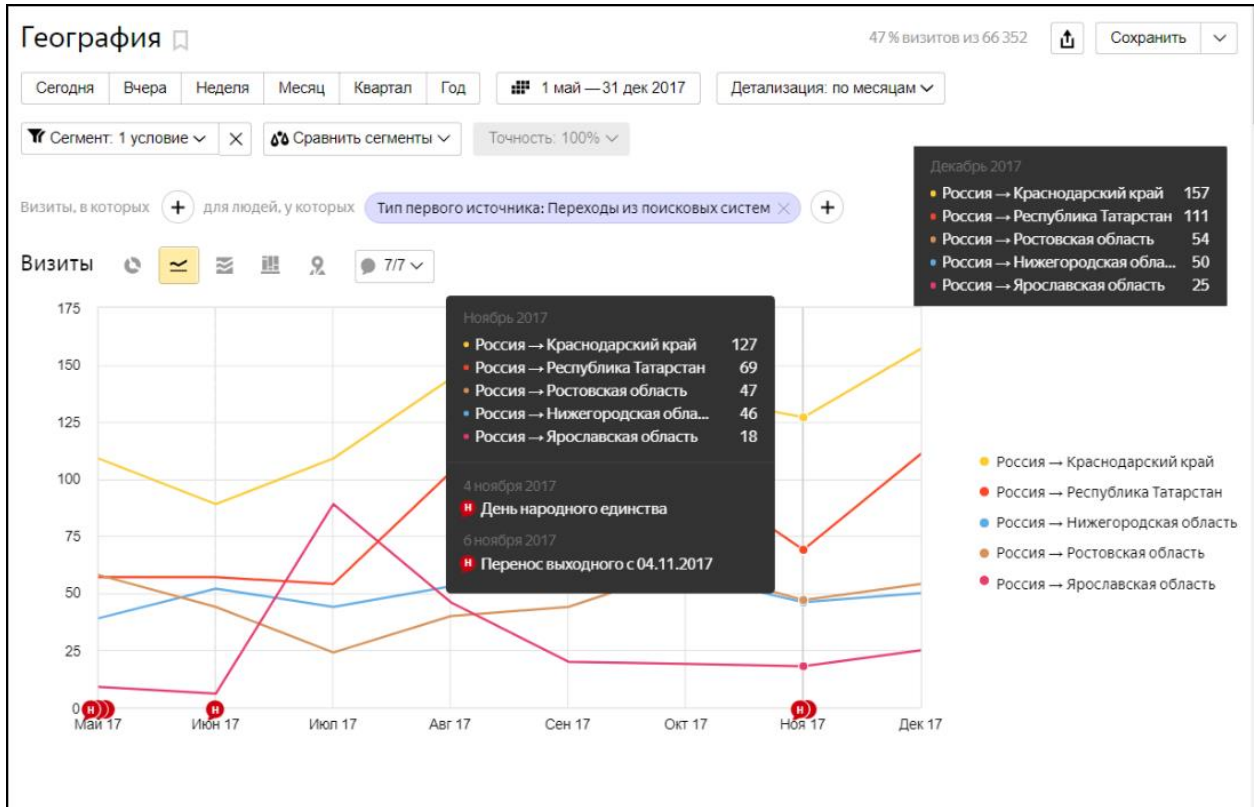 География
47 % визитов из 66 352
Сохранить
Сегодня Вчера Неделя Месяц Квартал Год 1 май — 31 дек 2017 Детализация: по месяцам
Сегмент: 1 условие Сравнить сегменты Точность: 100%
Визиты, в которых + для людей, у которых Тип первого источника: Переходы из поисковых систем × +
Декабрь 2017
Россия → Краснодарский край 157
Россия → Республика Татарстан 111
Россия → Ростовская область 54
Россия → Нижегородская обла... 50
Россия → Ярославская область 25
Визиты 7/7
Ноябрь 2017
Россия → Краснодарский край 127
Россия → Республика Татарстан 69
Россия → Ростовская область 47
Россия → Нижегородская обла... 46
Россия → Ярославская область 18
4 ноября 2017
Н День народного единства
6 ноября 2017
Н Перенос выходного с 04.11.2017
175
150
125
100
75
50
25
0
Н Н Н
Май 17 Июн 17 Июл 17 Авг 17 Сен 17 Окт 17 Ноя 17 Дек 17
Россия → Краснодарский край
Россия → Республика Татарстан
Россия → Нижегородская область
Россия → Ростовская область
Россия → Ярославская область